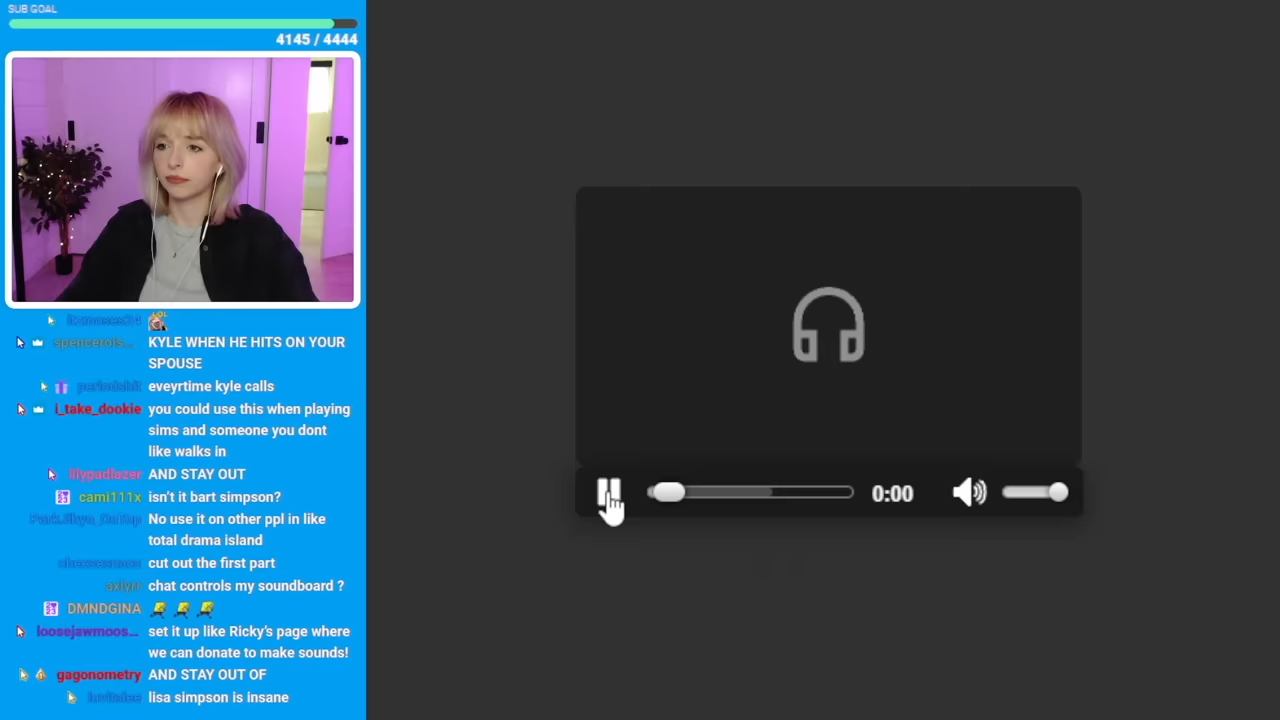 SUB GOAL
4145 / 4444
LOL
spencerois... KYLE WHEN HE HITS ON YOUR
SPOUSE
eveyrtime kyle calls
i_take_dookie you could use this when playing
sims and someone you dont
like walks in
lilypadlazer AND STAY OUT
cami111x isn't it bart simpson?
No use it on other ppl in like
total drama island
cut out the first part
axlyrr chat controls my soundboard ?
DMNDGINA
loosejawmoos... set it up like Ricky's page where
we can donate to make sounds!
gagonometry AND STAY OUT OF
lisa simpson is insane
0:00